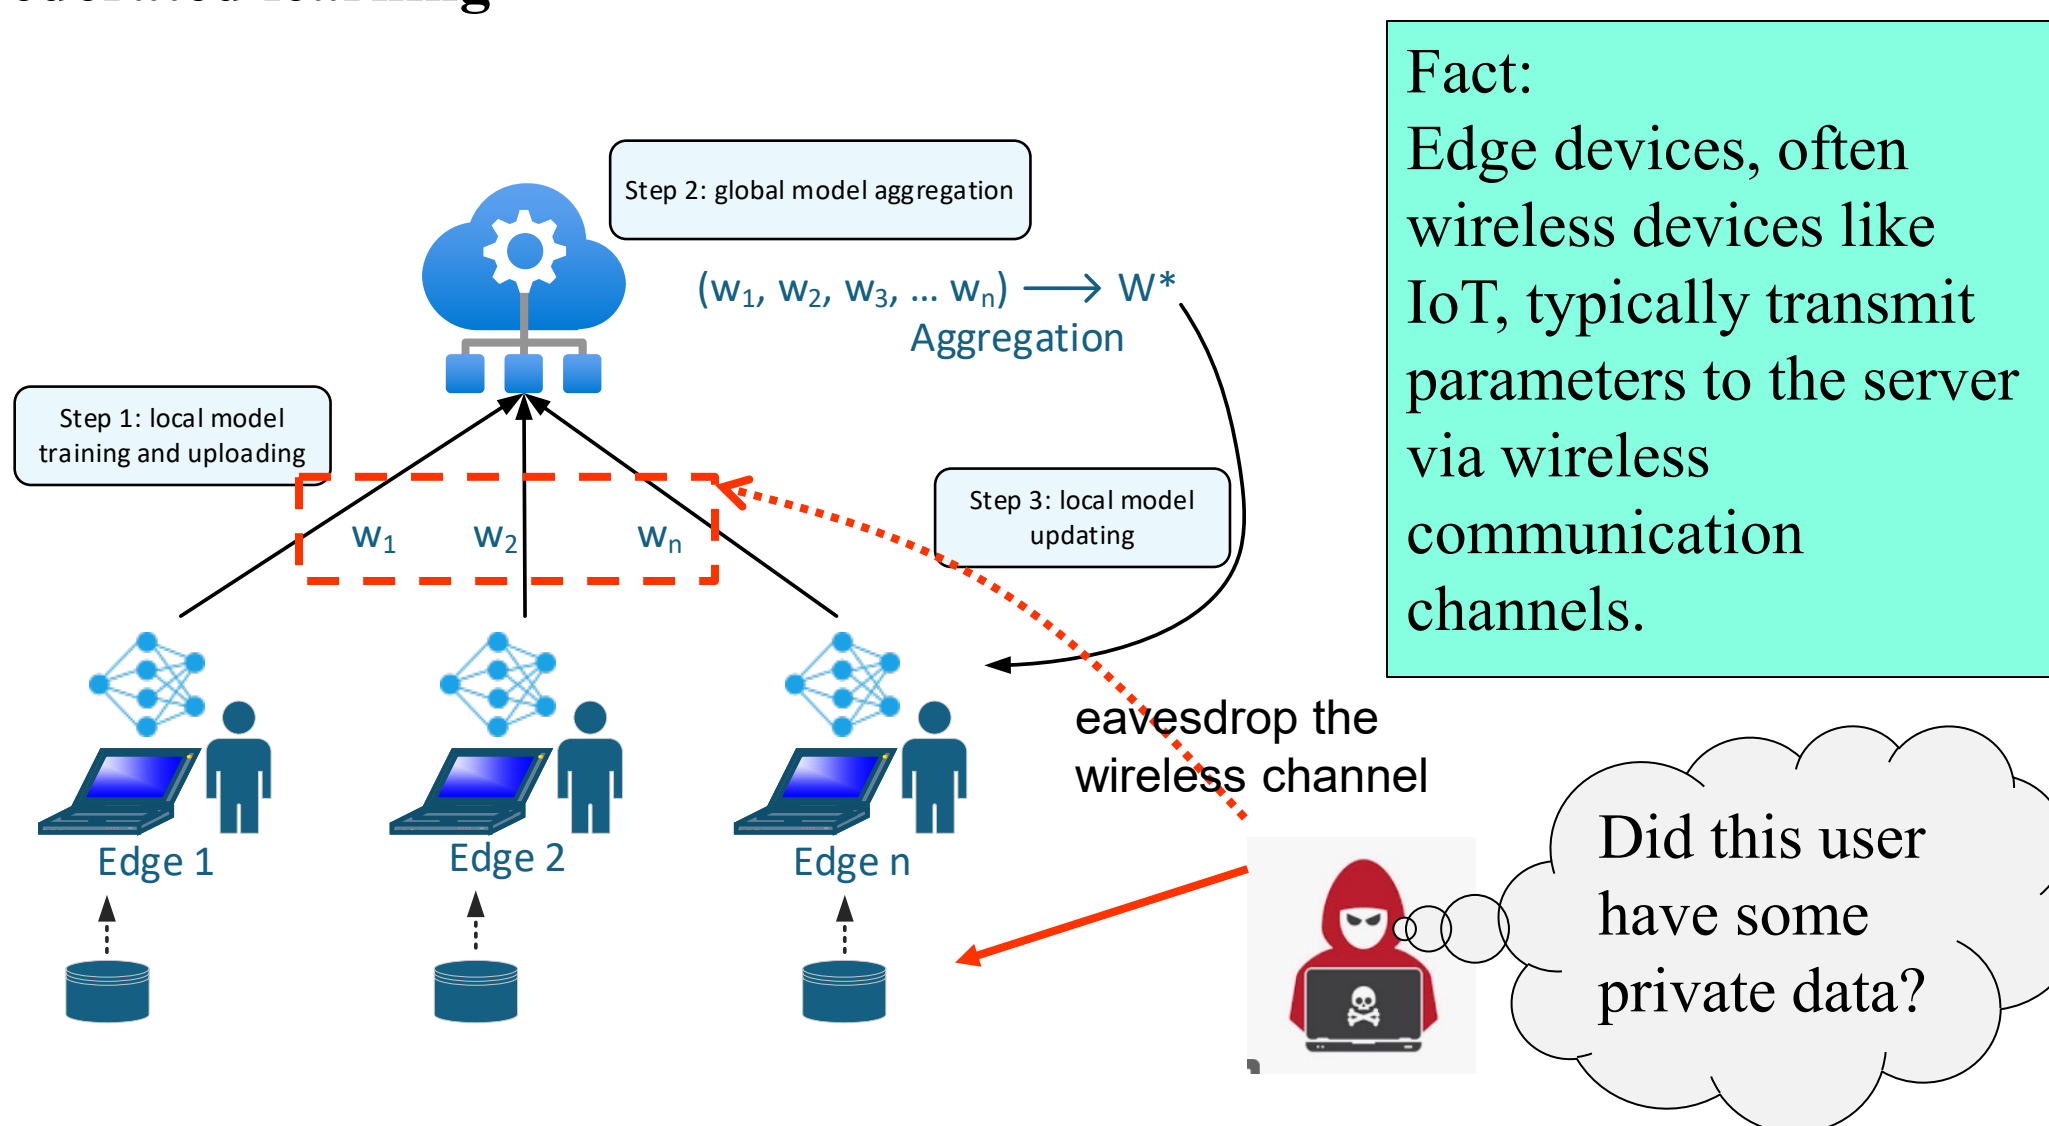 Fact:
Edge devices, often
wireless devices like
IoT, typically transmit
parameters to the server
via wireless
communication
channels.
Step 2: global model aggregation
(w₁, w₂, w₃, ... wₙ) ⟶ W*
Aggregation
Step 1: local model
training and uploading
w₁ w₂ wₙ
Step 3: local model
updating
eavesdrop the
wireless channel
Edge 1
Edge 2
Edge n
Did this user
have some
private data?